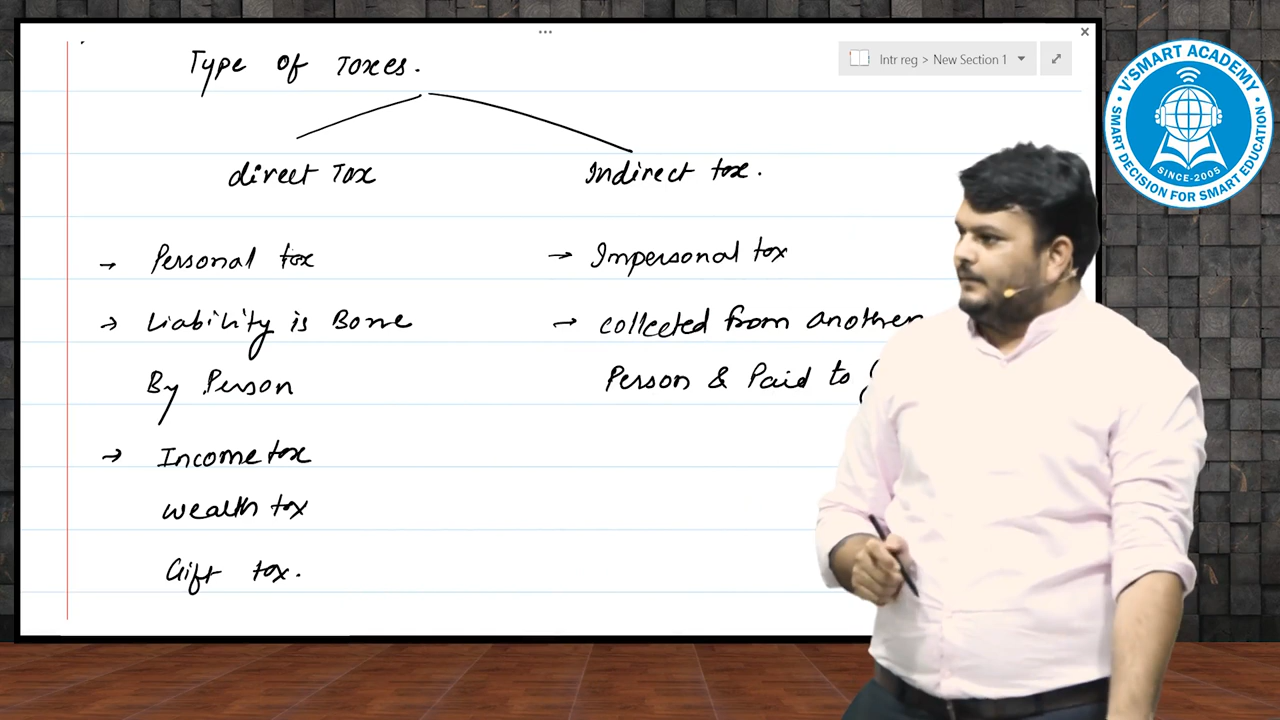 Type of Taxes.
direct Tax
Indirect tax.
→ Personal tax
→ Liability is Bone
By Person
→ Income tax
wealth tax
Gift tax.
→ Impersonal tax
→ collected from another
Person & Paid to
Intr reg > New Section 1
V'SMART ACADEMY
SINCE-2005
SMART DECISION FOR SMART EDUCATION